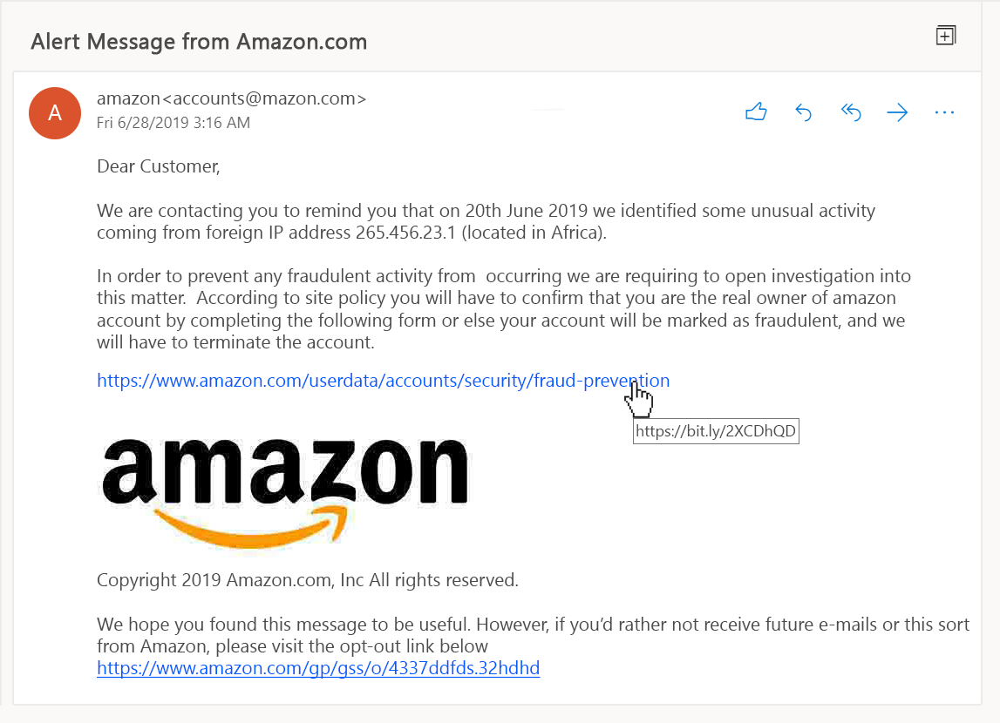 Alert Message from Amazon.com
A
amazon<accounts@mazon.com>
Fri 6/28/2019 3:16 AM
Dear Customer,
We are contacting you to remind you that on 20th June 2019 we identified some unusual activity
coming from foreign IP address 265.456.23.1 (located in Africa).
In order to prevent any fraudulent activity from  occurring we are requiring to open investigation into
this matter.  According to site policy you will have to confirm that you are the real owner of amazon
account by completing the following form or else your account will be marked as fraudulent, and we
will have to terminate the account.
https://www.amazon.com/userdata/accounts/security/fraud-prevention
https://bit.ly/2XCDhQD
amazon
Copyright 2019 Amazon.com, Inc All rights reserved.
We hope you found this message to be useful. However, if you’d rather not receive future e-mails or this sort
from Amazon, please visit the opt-out link below
https://www.amazon.com/gp/gss/o/4337ddfds.32hdhd